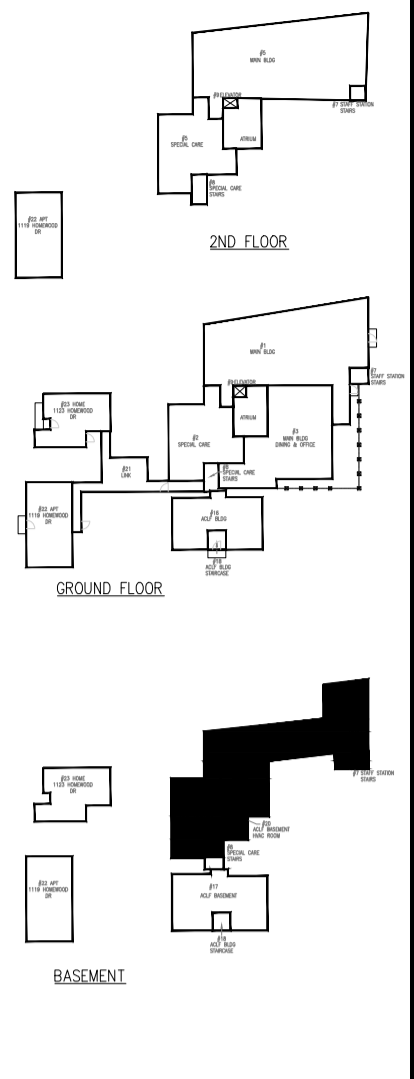 #6
MAIN BLDG
#9 ELEVATOR
#7 STAFF STATION
STAIRS
ATRIUM
#5
SPECIAL CARE
#8
SPECIAL CARE
STAIRS
#22 APT
1119 HOMEWOOD
DR
2ND FLOOR
#1
MAIN BLDG
#7
STAFF STATION
STAIRS
#9 ELEVATOR
#23 HOME
1123 HOMEWOOD
DR
ATRIUM
#2
SPECIAL CARE
#3
MAIN BLDG
DINING & OFFICE
#21
LINK
#8
SPECIAL CARE
STAIRS
#22 APT
1119 HOMEWOOD
DR
#16
ACLF BLDG
#18
ACLF BLDG
STAIRCASE
GROUND FLOOR
#23 HOME
1123 HOMEWOOD
DR
#7 STAFF STATION
STAIRS
#20
ACLF BASEMENT
HVAC ROOM
#8
SPECIAL CARE
STAIRS
#22 APT
1119 HOMEWOOD
DR
#17
ACLF BASEMENT
#18
ACLF BLDG
STAIRCASE
BASEMENT